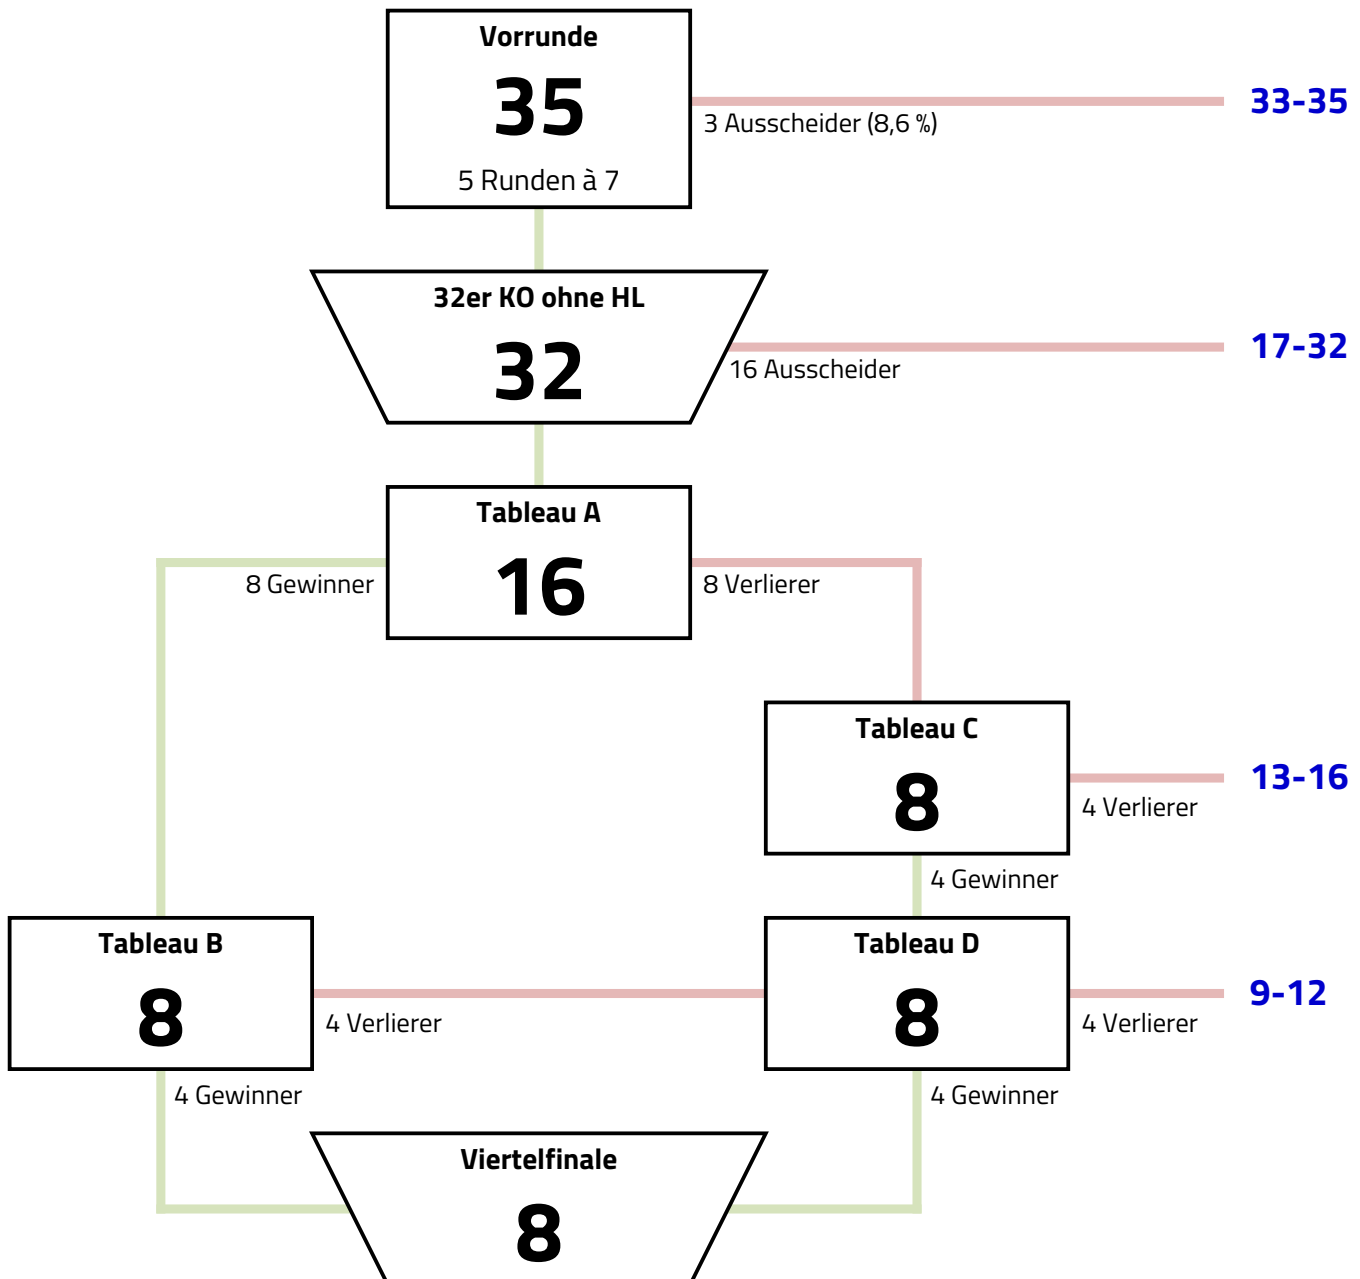 Vorrunde
35
5 Runden à 7
3 Ausscheider (8,6 %)
33-35
32er KO ohne HL
32
16 Ausscheider
17-32
Tableau A
16
8 Gewinner
8 Verlierer
Tableau C
8
4 Verlierer
13-16
4 Gewinner
Tableau B
8
4 Verlierer
4 Gewinner
Tableau D
8
4 Verlierer
9-12
4 Gewinner
Viertelfinale
8